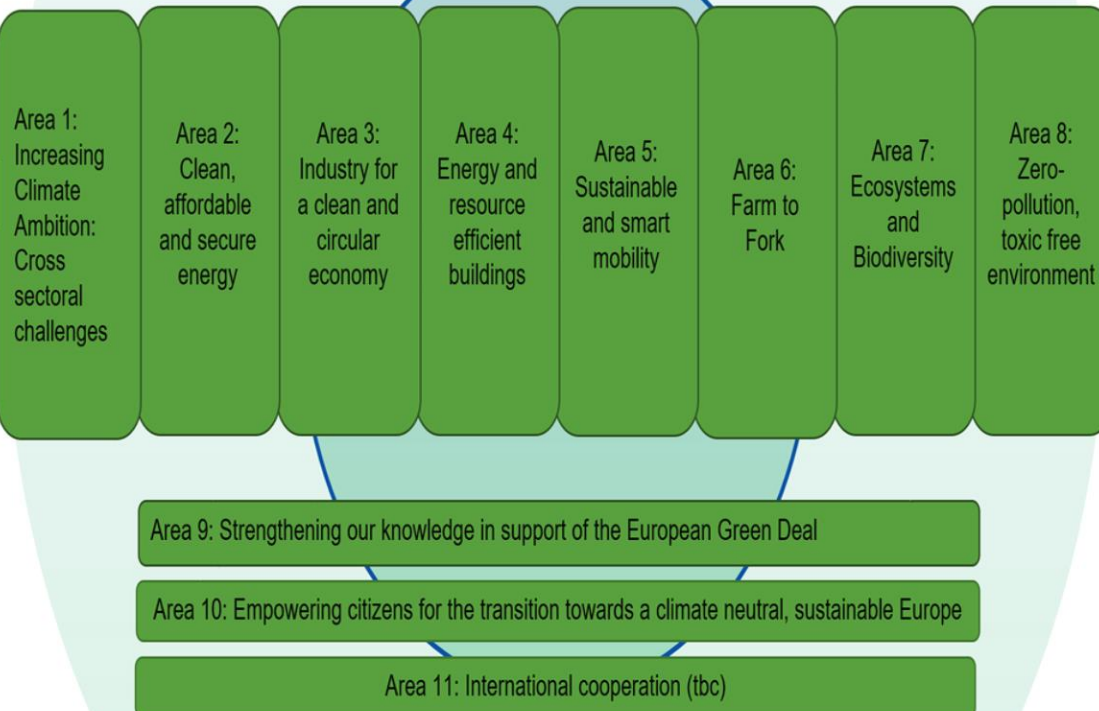 Area 1:
Increasing
Climate
Ambition:
Cross
sectoral
challenges
Area 2:
Clean,
affordable
and secure
energy
Area 3:
Industry for
a clean and
circular
economy
Area 4:
Energy and
resource
efficient
buildings
Area 5:
Sustainable
and smart
mobility
Area 6:
Farm to
Fork
Area 7:
Ecosystems
and
Biodiversity
Area 8:
Zero-
pollution,
toxic free
environment
Area 9: Strengthening our knowledge in support of the European Green Deal
Area 10: Empowering citizens for the transition towards a climate neutral, sustainable Europe
Area 11: International cooperation (tbc)